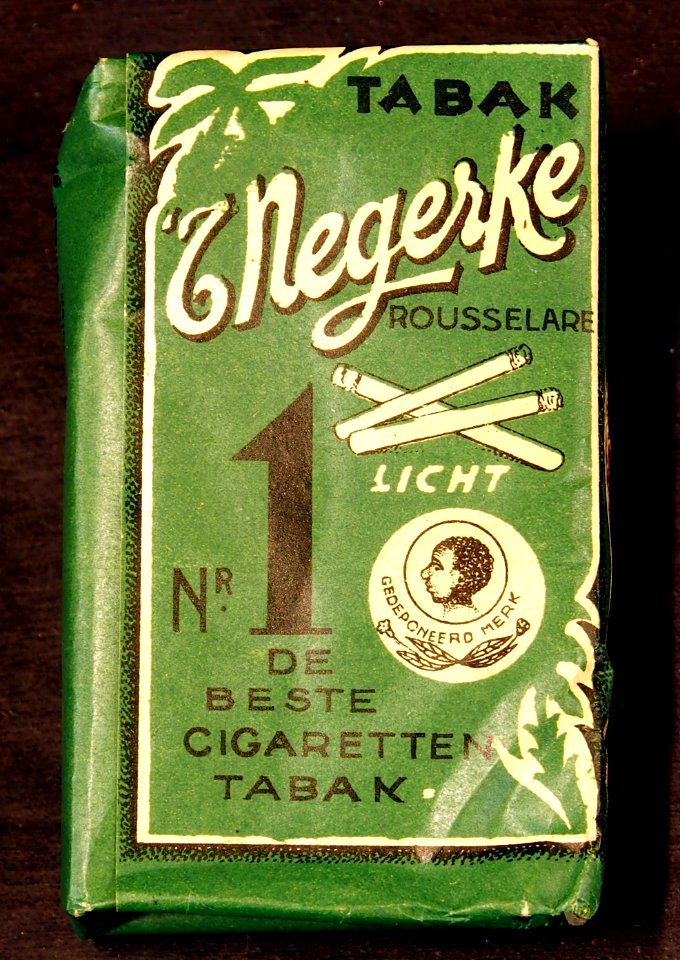 TABAK
't Negerke
ROUSSELARE
LICHT
GEDEPONEERD MERK
NR. 1
DE
BESTE
CIGARETTEN
TABAK.